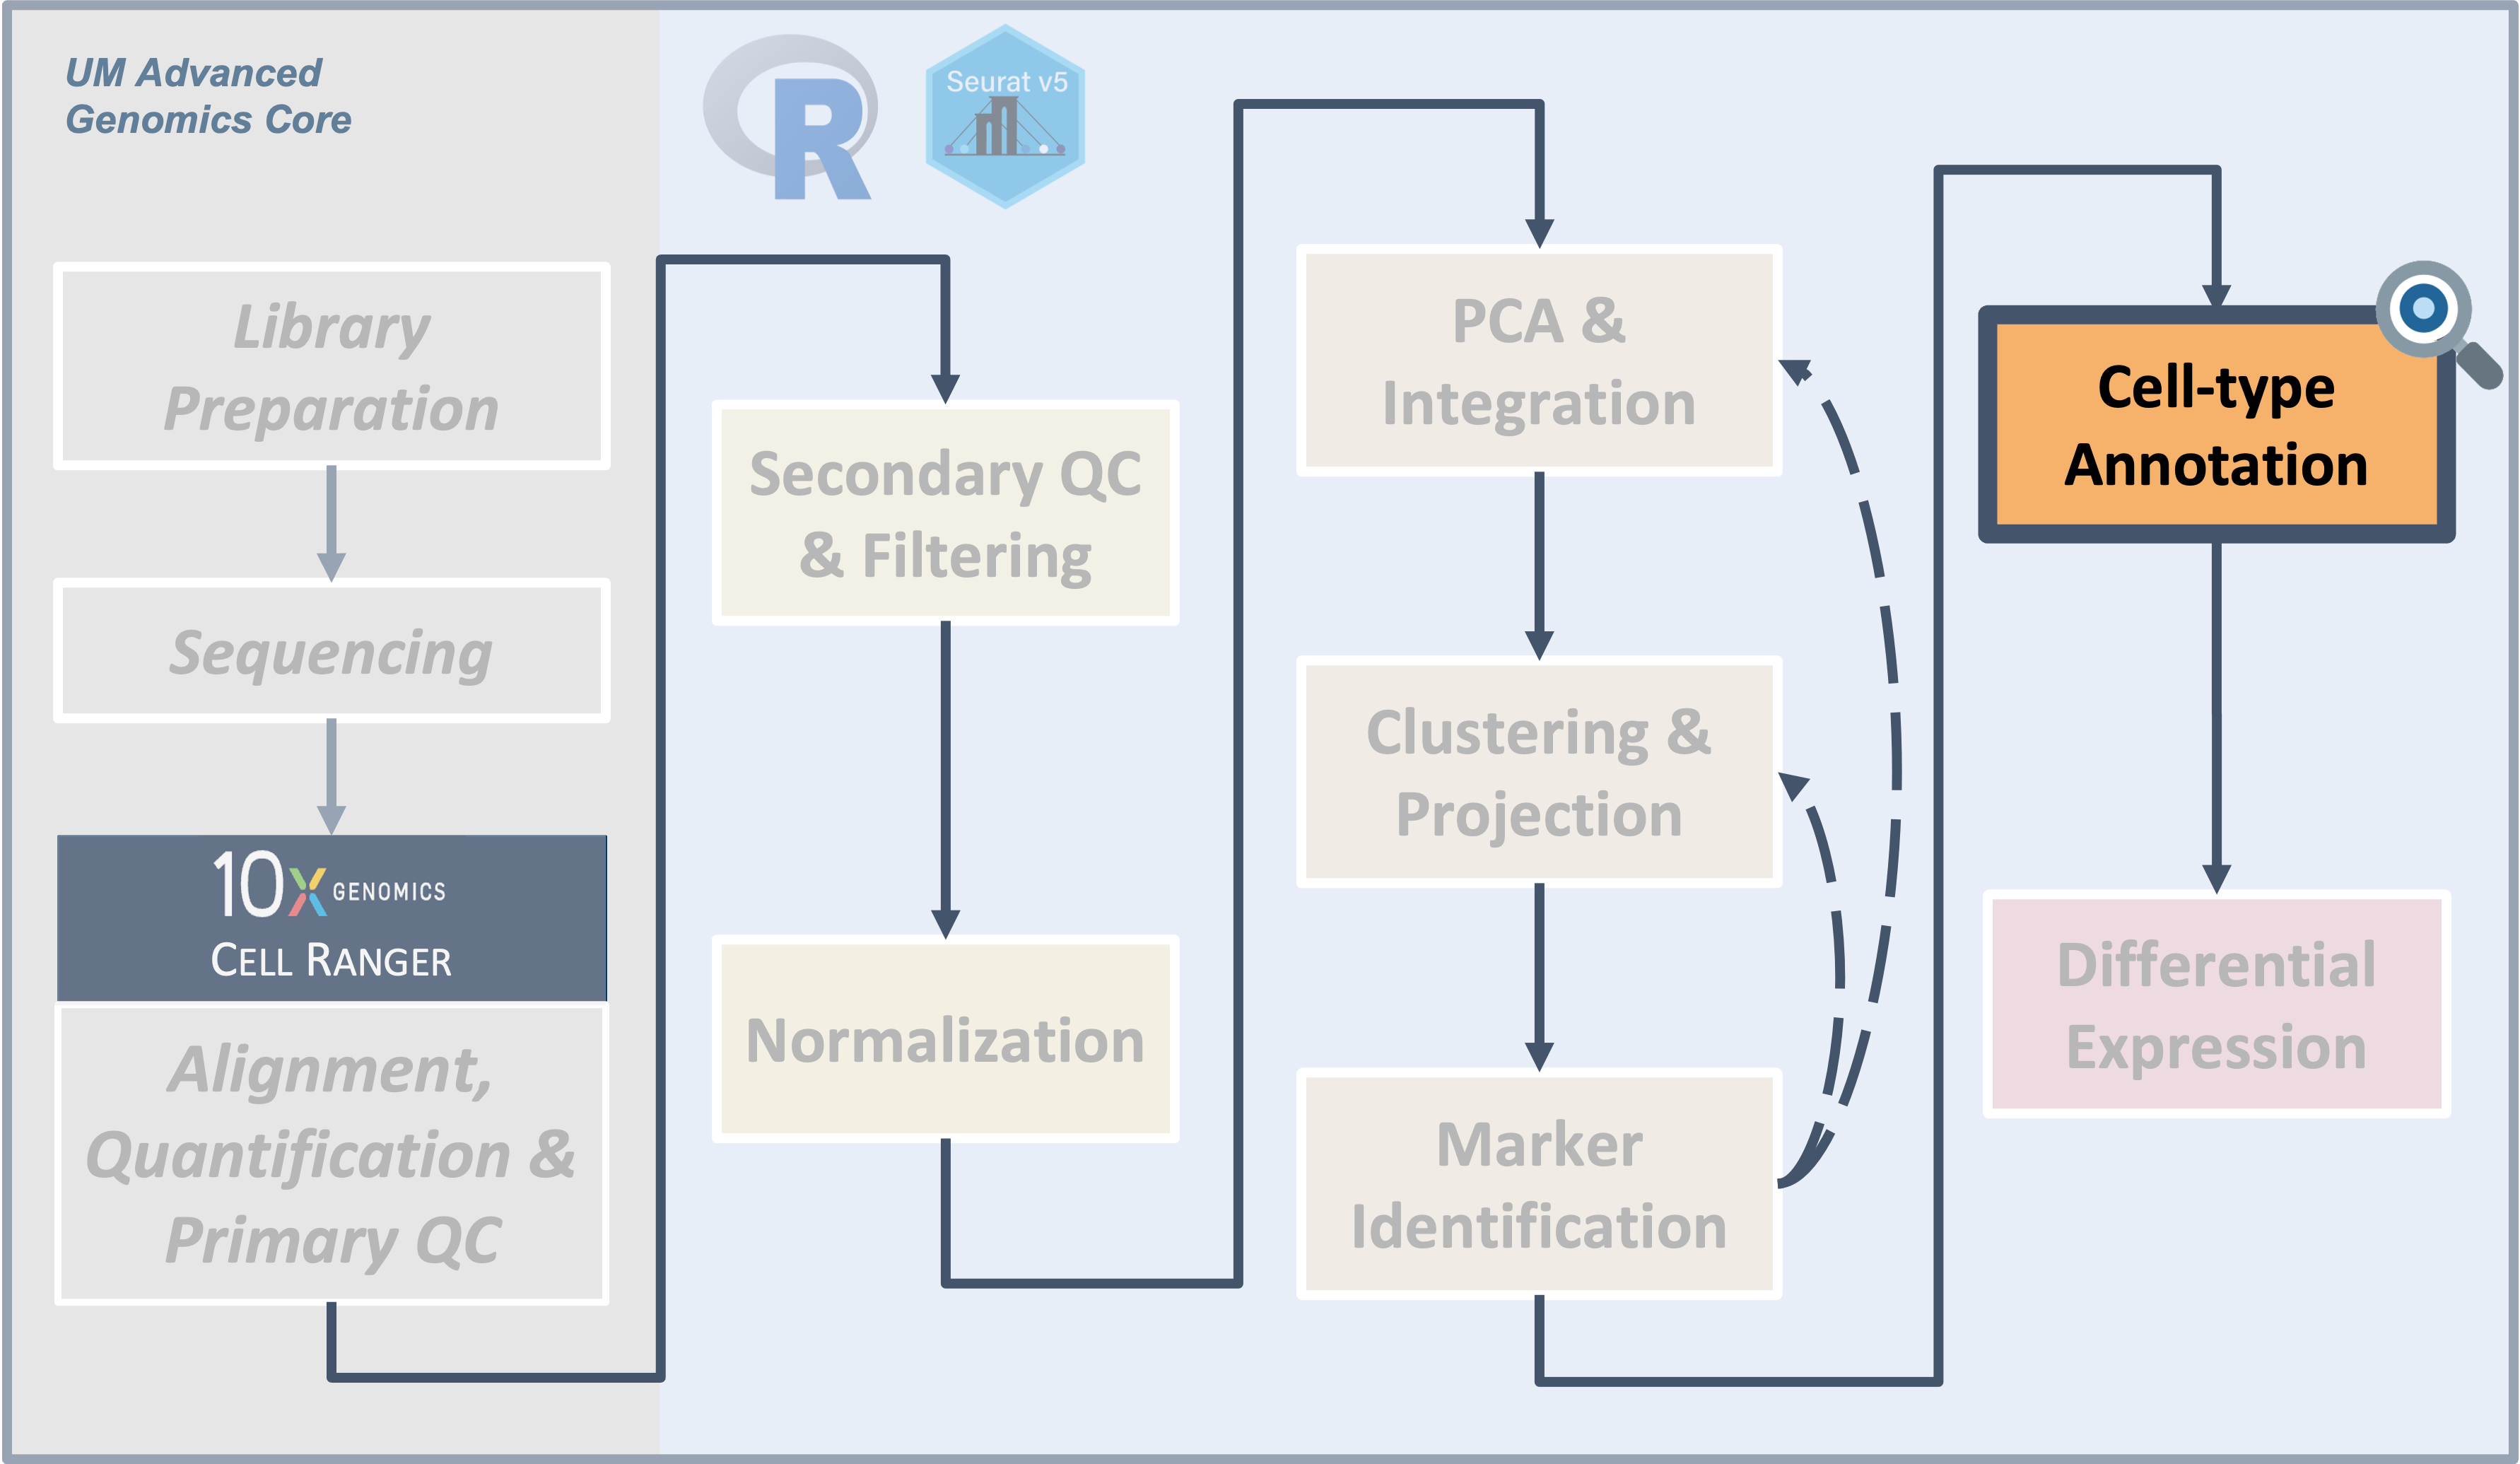 UM Advanced
Genomics Core
Library
Preparation
Sequencing
10x GENOMICS
CELL RANGER
Alignment,
Quantification &
Primary QC
R
Seurat v5
Secondary QC
& Filtering
Normalization
PCA &
Integration
Clustering &
Projection
Marker
Identification
Cell-type
Annotation
Differential
Expression